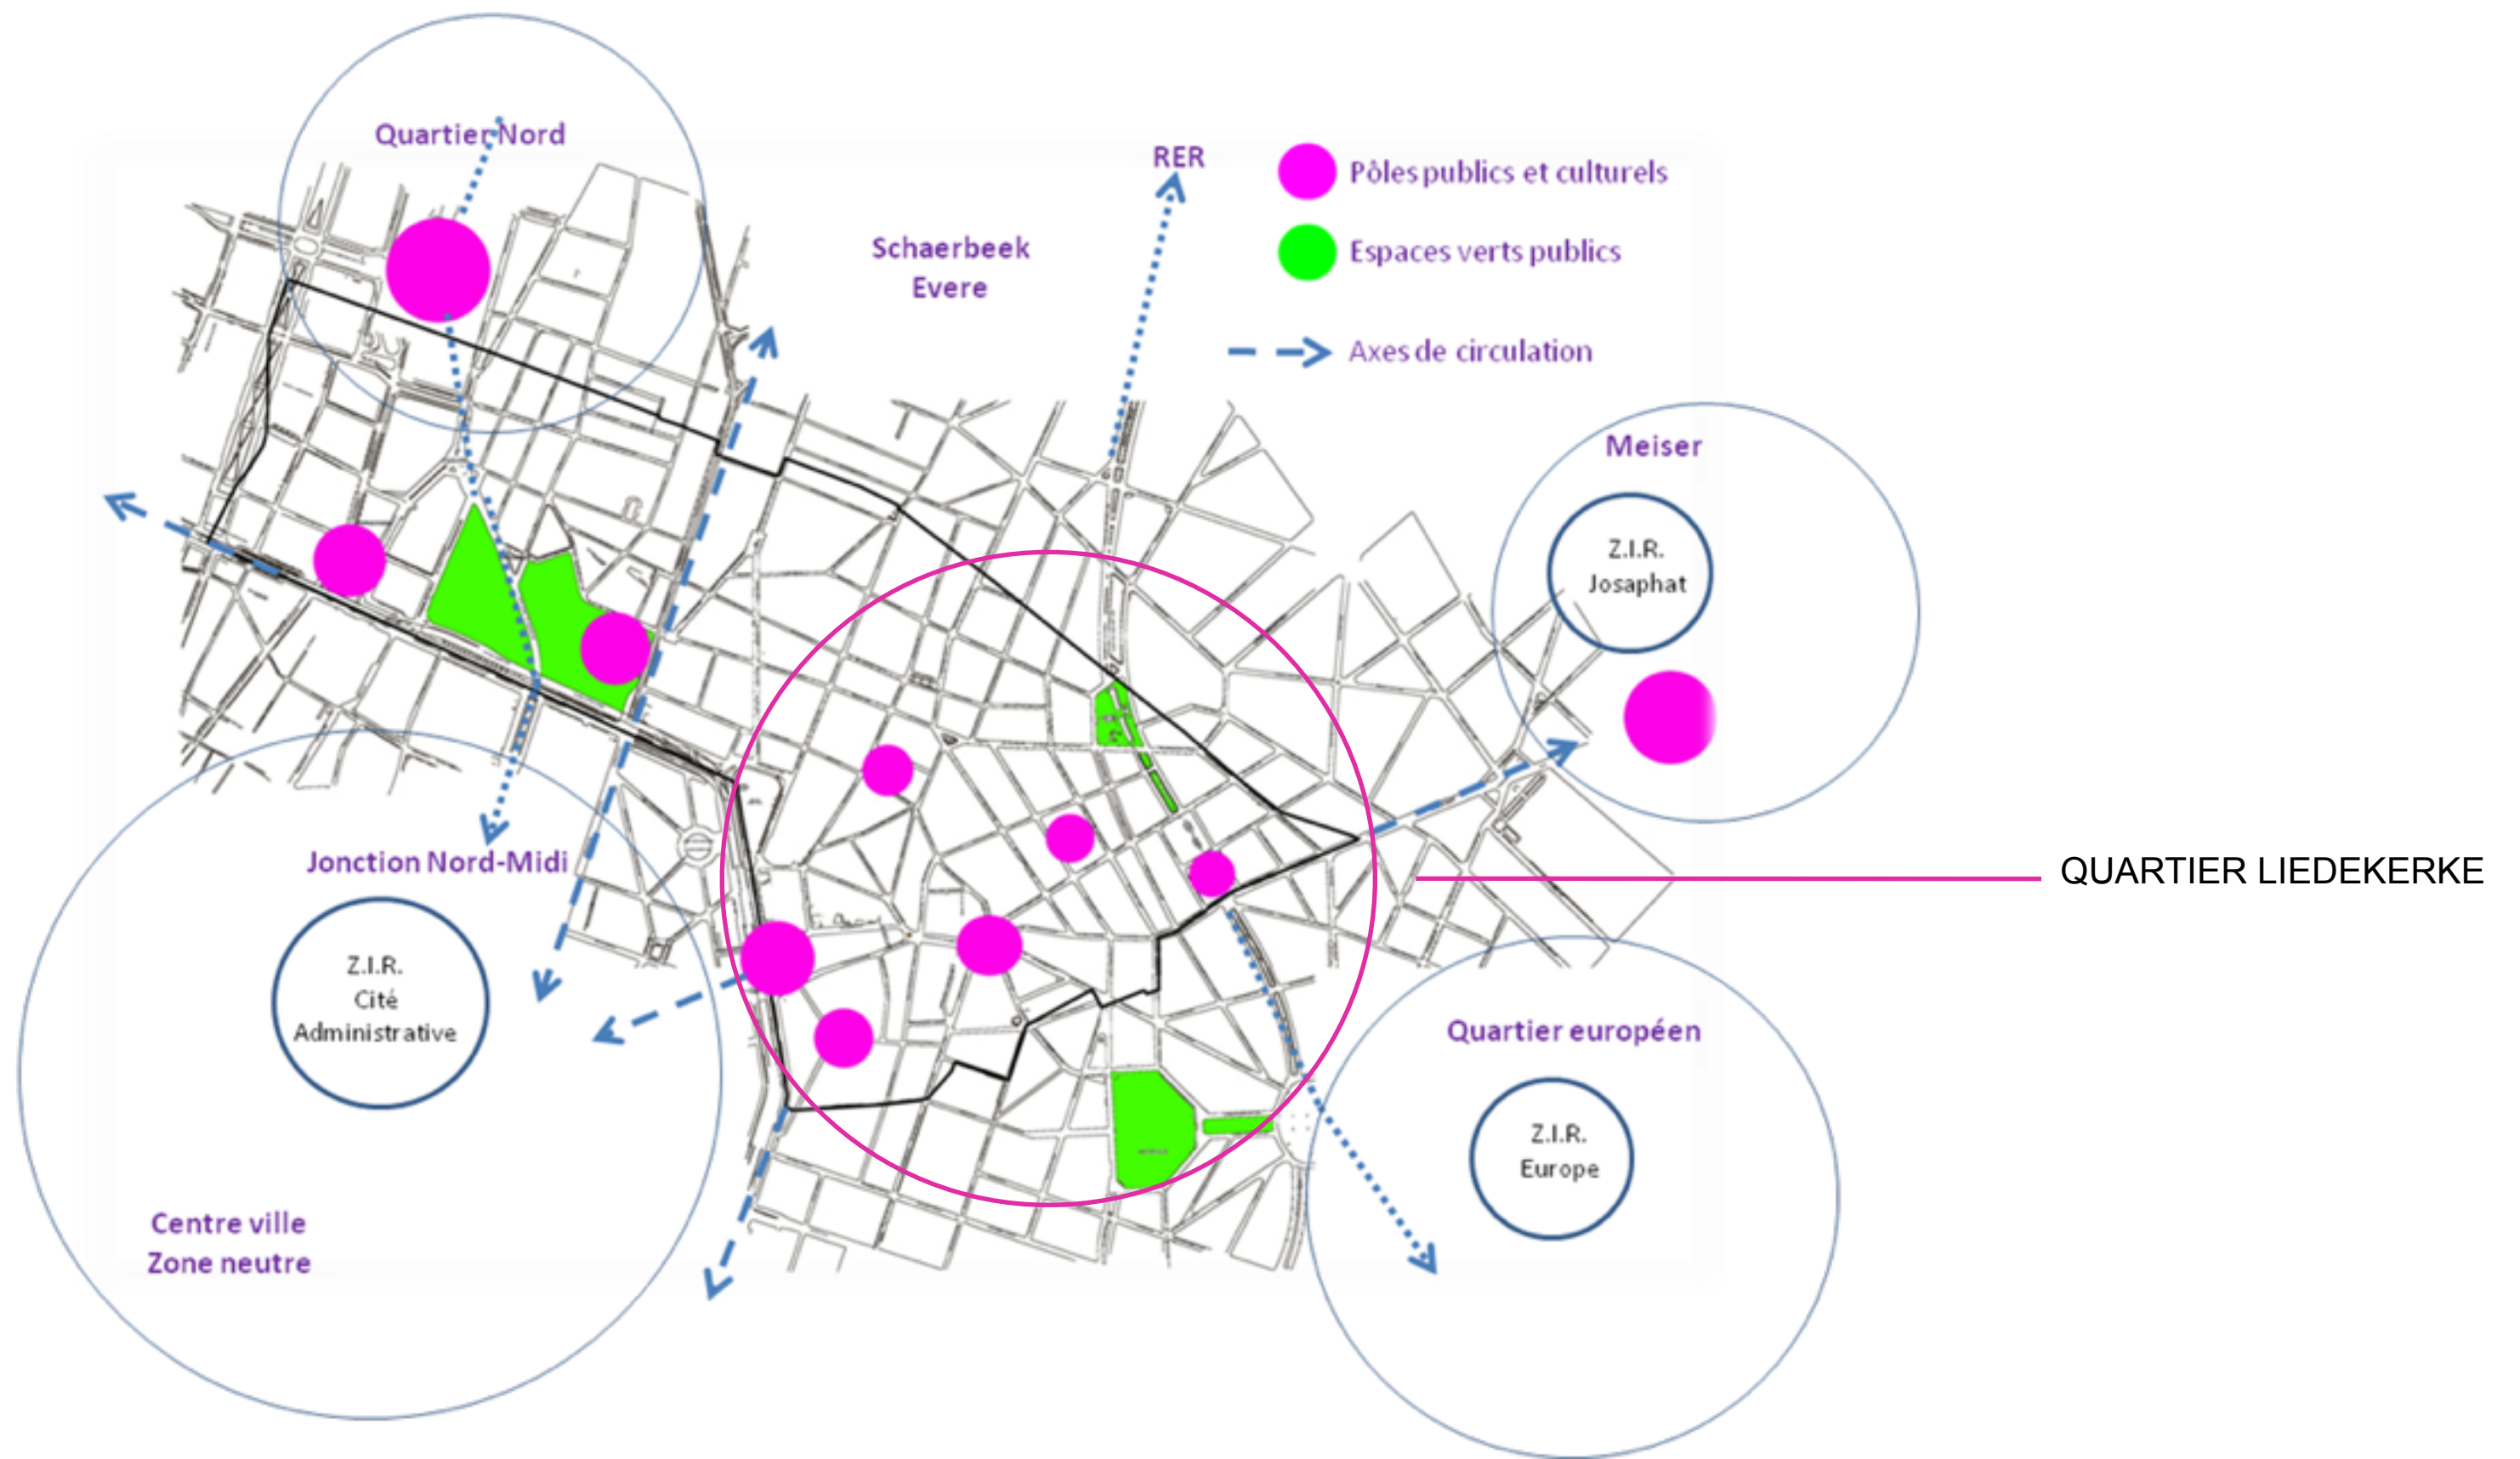 Quartier Nord
RER
Pôles publics et culturels
Schaerbeek
Evere
Espaces verts publics
Axes de circulation
Meiser
Z.I.R.
Josaphat
Jonction Nord-Midi
QUARTIER LIEDEKERKE
Z.I.R.
Cité
Administrative
Quartier européen
Z.I.R.
Europe
Centre ville
Zone neutre